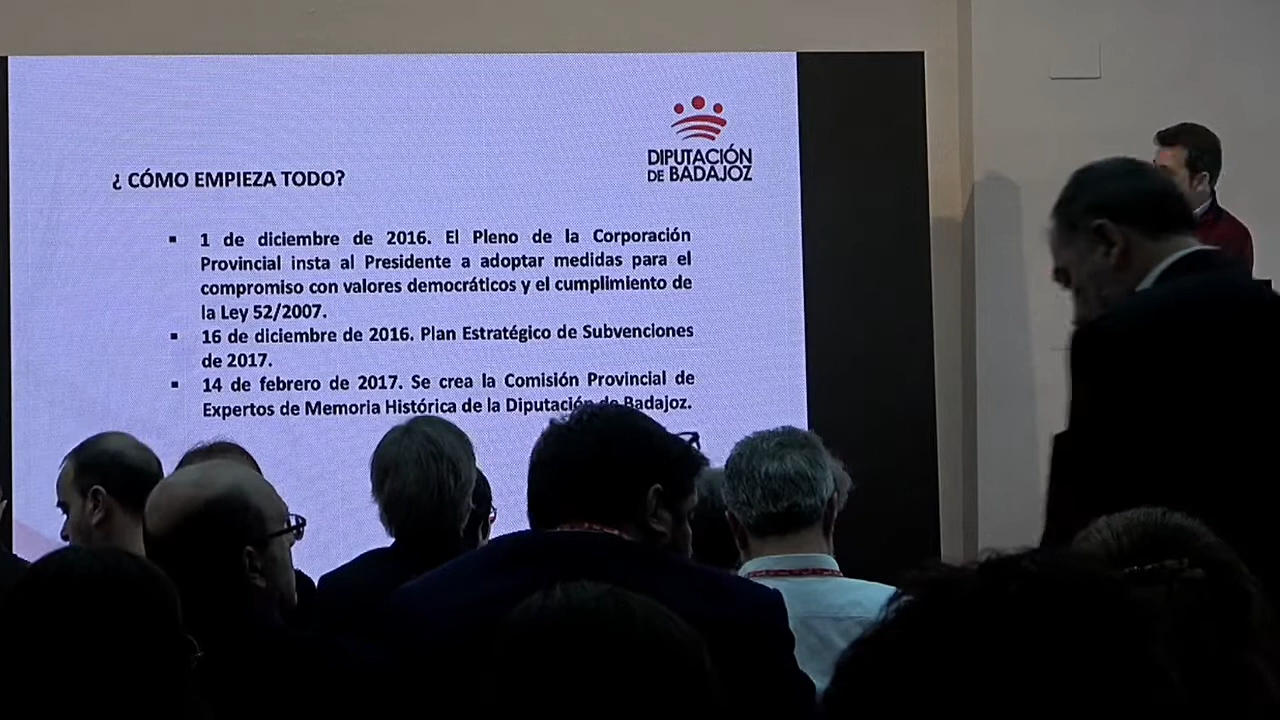 DIPUTACIÓN
DE BADAJOZ
¿ CÓMO EMPIEZA TODO?
1 de diciembre de 2016. El Pleno de la Corporación
Provincial insta al Presidente a adoptar medidas para el
compromiso con valores democráticos y el cumplimiento de
la Ley 52/2007.
16 de diciembre de 2016. Plan Estratégico de Subvenciones
de 2017.
14 de febrero de 2017. Se crea la Comisión Provincial de
Expertos de Memoria Histórica de la Diputación de Badajoz.